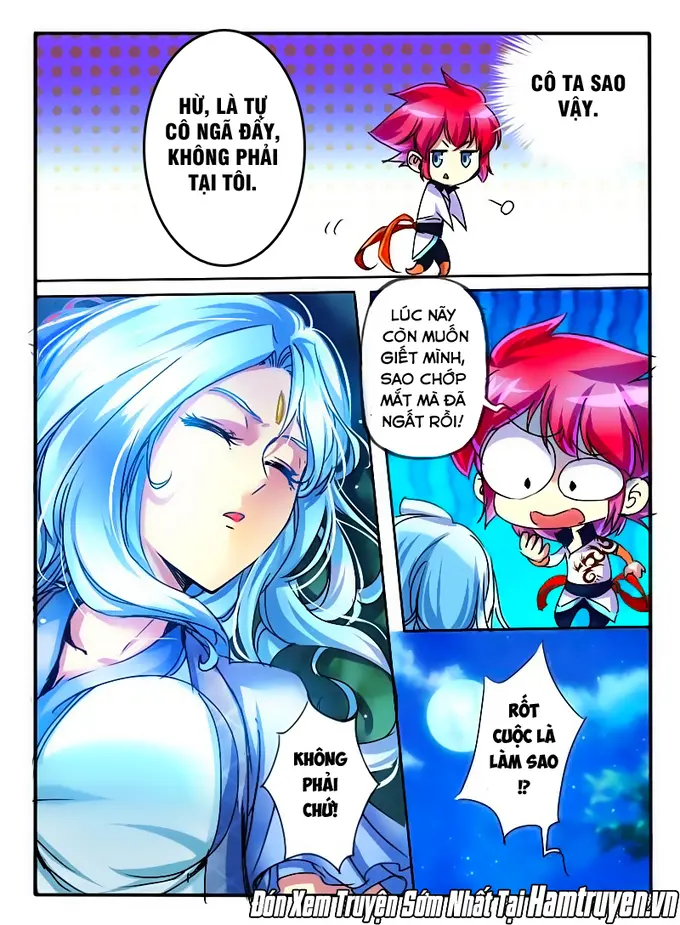 HỪ, LÀ TỰ
CÔ NGÃ ĐẤY,
KHÔNG PHẢI
TẠI TÔI.
CÔ TA SAO
VẬY.
LÚC NÃY
CÒN MUỐN
GIẾT MÌNH,
SAO CHỚP
MẮT MÀ ĐÃ
NGẤT RỒI!
KHÔNG
PHẢI
CHỨ!
RỐT
CUỘC LÀ
LÀM SAO
!?
Đón Xem Truyện Sớm Nhất Tại Hamtruyen.vn